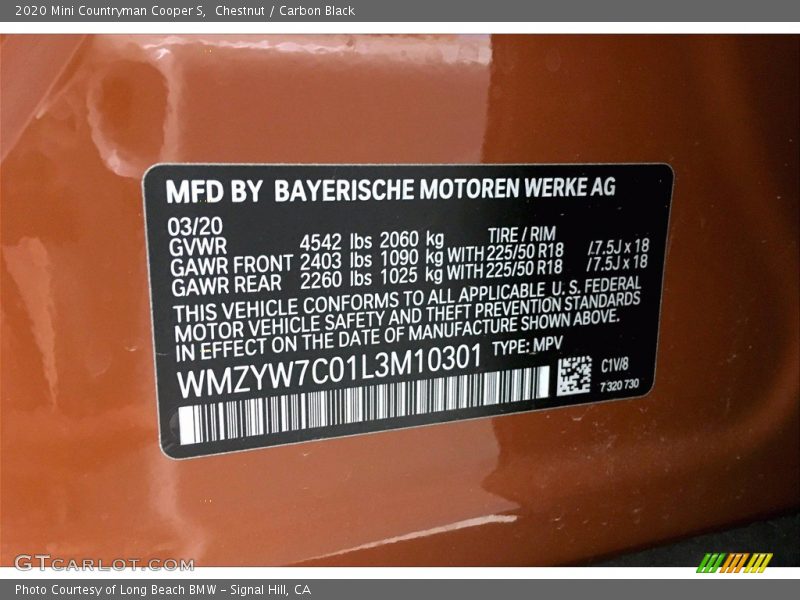 2020 Mini Countryman Cooper S, Chestnut / Carbon Black
MFD BY BAYERISCHE MOTOREN WERKE AG
03/20
TIRE / RIM
GVWR 4542 lbs 2060 kg
GAWR FRONT 2403 lbs 1090 kg WITH 225/50 R18 /7.5J x 18
GAWR REAR 2260 lbs 1025 kg WITH 225/50 R18 /7.5J x 18
THIS VEHICLE CONFORMS TO ALL APPLICABLE U. S. FEDERAL
MOTOR VEHICLE SAFETY AND THEFT PREVENTION STANDARDS
IN EFFECT ON THE DATE OF MANUFACTURE SHOWN ABOVE.
WMZYW7C01L3M10301 TYPE: MPV
C1V/8
7 320 730
GTCARLOT.COM
Photo Courtesy of Long Beach BMW - Signal Hill, CA